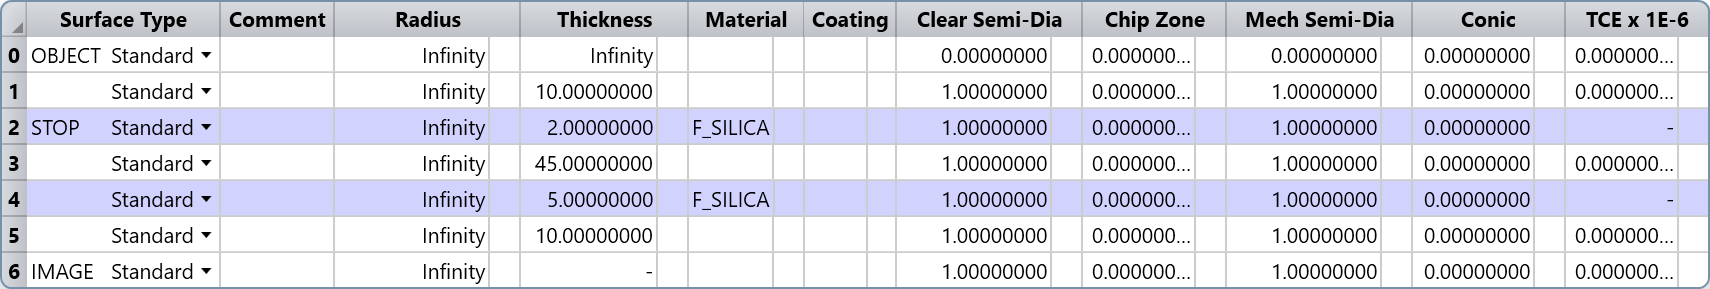 Surface Type Comment Radius Thickness Material Coating Clear Semi-Dia Chip Zone Mech Semi-Dia Conic TCE x 1E-6
0 OBJECT Standard Infinity Infinity 0.00000000 0.000000... 0.00000000 0.00000000 0.000000...
1 Standard Infinity 10.00000000 1.00000000 0.000000... 1.00000000 0.00000000 0.000000...
2 STOP Standard Infinity 2.00000000 F_SILICA 1.00000000 0.000000... 1.00000000 0.00000000 -
3 Standard Infinity 45.00000000 1.00000000 0.000000... 1.00000000 0.00000000 0.000000...
4 Standard Infinity 5.00000000 F_SILICA 1.00000000 0.000000... 1.00000000 0.00000000 -
5 Standard Infinity 10.00000000 1.00000000 0.000000... 1.00000000 0.00000000 0.000000...
6 IMAGE Standard Infinity - 1.00000000 0.000000... 1.00000000 0.00000000 0.000000...